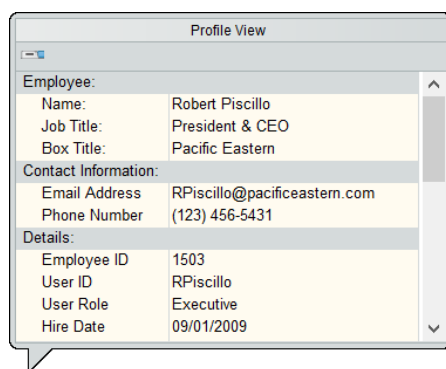 Profile View
Employee:
Name: Robert Piscillo
Job Title: President & CEO
Box Title: Pacific Eastern
Contact Information:
Email Address RPiscillo@pacificeastern.com
Phone Number (123) 456-5431
Details:
Employee ID 1503
User ID RPiscillo
User Role Executive
Hire Date 09/01/2009